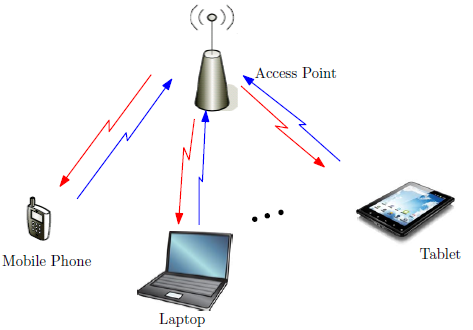 Access Point
Mobile Phone
Tablet
Laptop